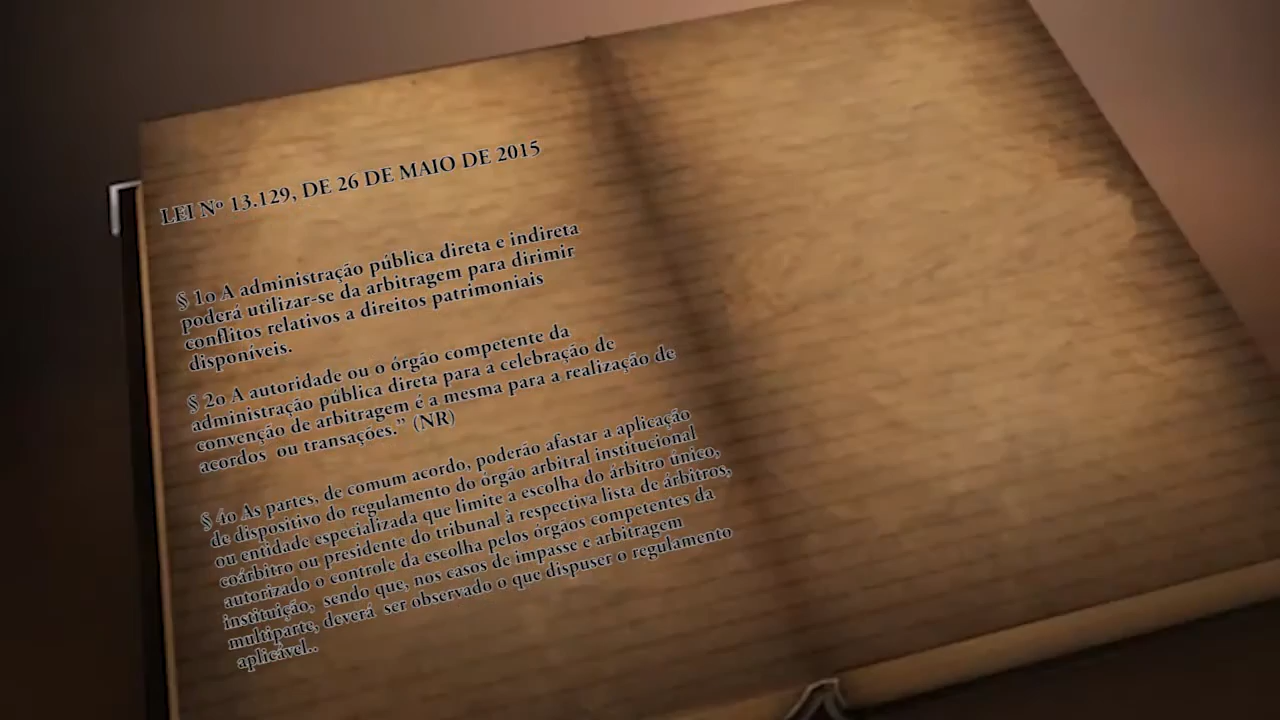 LEI Nº 13.129, DE 26 DE MAIO DE 2015
§ 1o A administração pública direta e indireta
poderá utilizar-se da arbitragem para dirimir
conflitos relativos a direitos patrimoniais
disponíveis.
§ 2o A autoridade ou o órgão competente da
administração pública direta para a celebração de
convenção de arbitragem é a mesma para a realização de
acordos ou transações.” (NR)
§ 4o As partes, de comum acordo, poderão afastar a aplicação
de dispositivo do regulamento do órgão arbitral institucional
ou entidade especializada que limite a escolha do árbitro único,
coárbitro ou presidente do tribunal à respectiva lista de árbitros,
autorizado o controle da escolha pelos órgãos competentes da
instituição, sendo que, nos casos de impasse e arbitragem
multiparte, deverá ser observado o que dispuser o regulamento
aplicável..